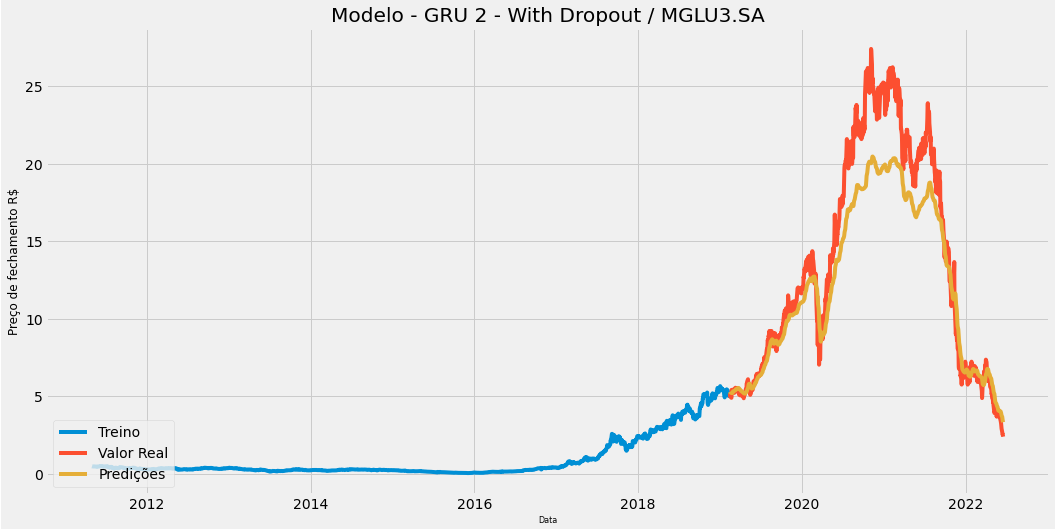 Modelo - GRU 2 - With Dropout / MGLU3.SA
Preço de fechamento R$
25
20
15
10
5
0
Treino
Valor Real
Predições
2012
2014
2016
2018
2020
2022
Data